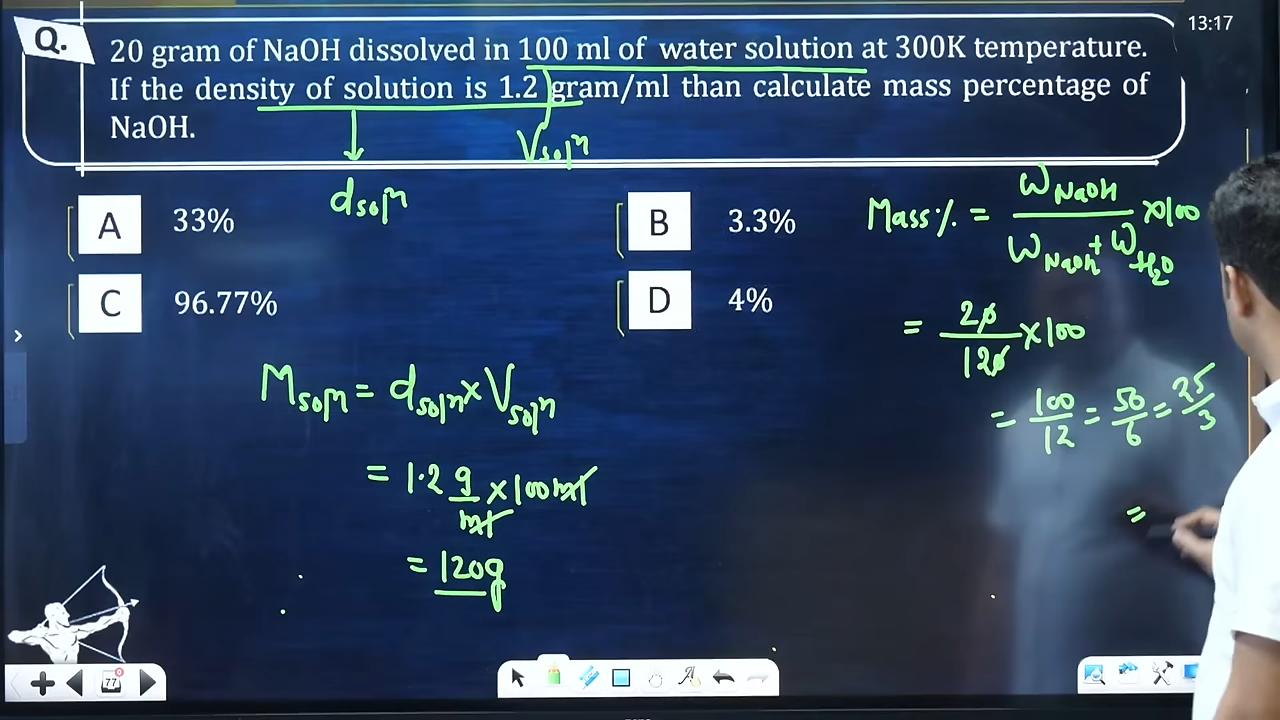 Q.
13:17
20 gram of NaOH dissolved in 100 ml of water solution at 300K temperature.
If the density of solution is 1.2 gram/ml than calculate mass percentage of
NaOH.
Vsoln
dsoln
A 33%
B 3.3%
C 96.77%
D 4%
Mass% = WNaOH / WNaOH + WH2O ×100
= 20/120 ×100
= 100/12 = 50/6 = 25/3
=
Msoln = dsoln × Vsoln
= 1.2 g/ml × 100 ml
= 120g
77